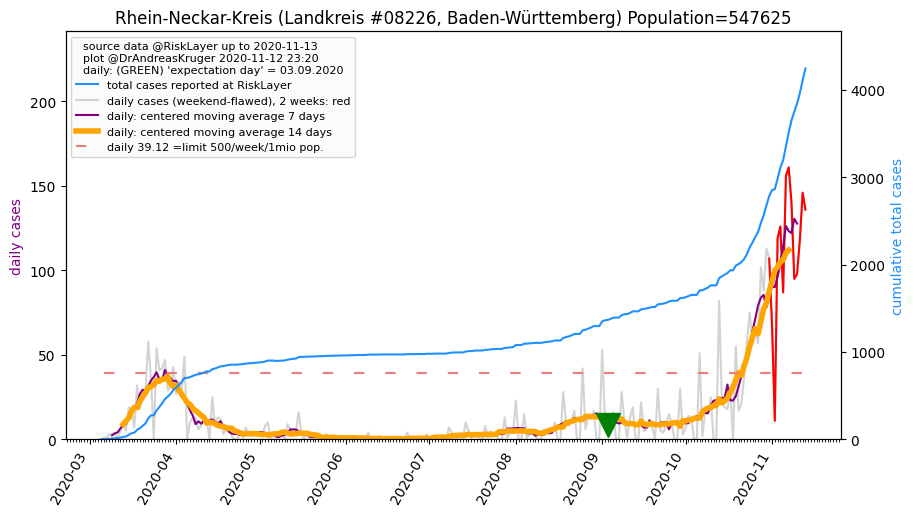 Rhein-Neckar-Kreis (Landkreis #08226, Baden-Württemberg) Population=547625
source data @RiskLayer up to 2020-11-13
plot @DrAndreasKruger 2020-11-12 23:20
daily: (GREEN) 'expectation day' = 03.09.2020
total cases reported at RiskLayer
daily cases (weekend-flawed), 2 weeks: red
daily: centered moving average 7 days
daily: centered moving average 14 days
daily 39.12 =limit 500/week/1mio pop.
daily cases
200
150
100
50
0
cumulative total cases
4000
3000
2000
1000
0
2020-03
2020-04
2020-05
2020-06
2020-07
2020-08
2020-09
2020-10
2020-11